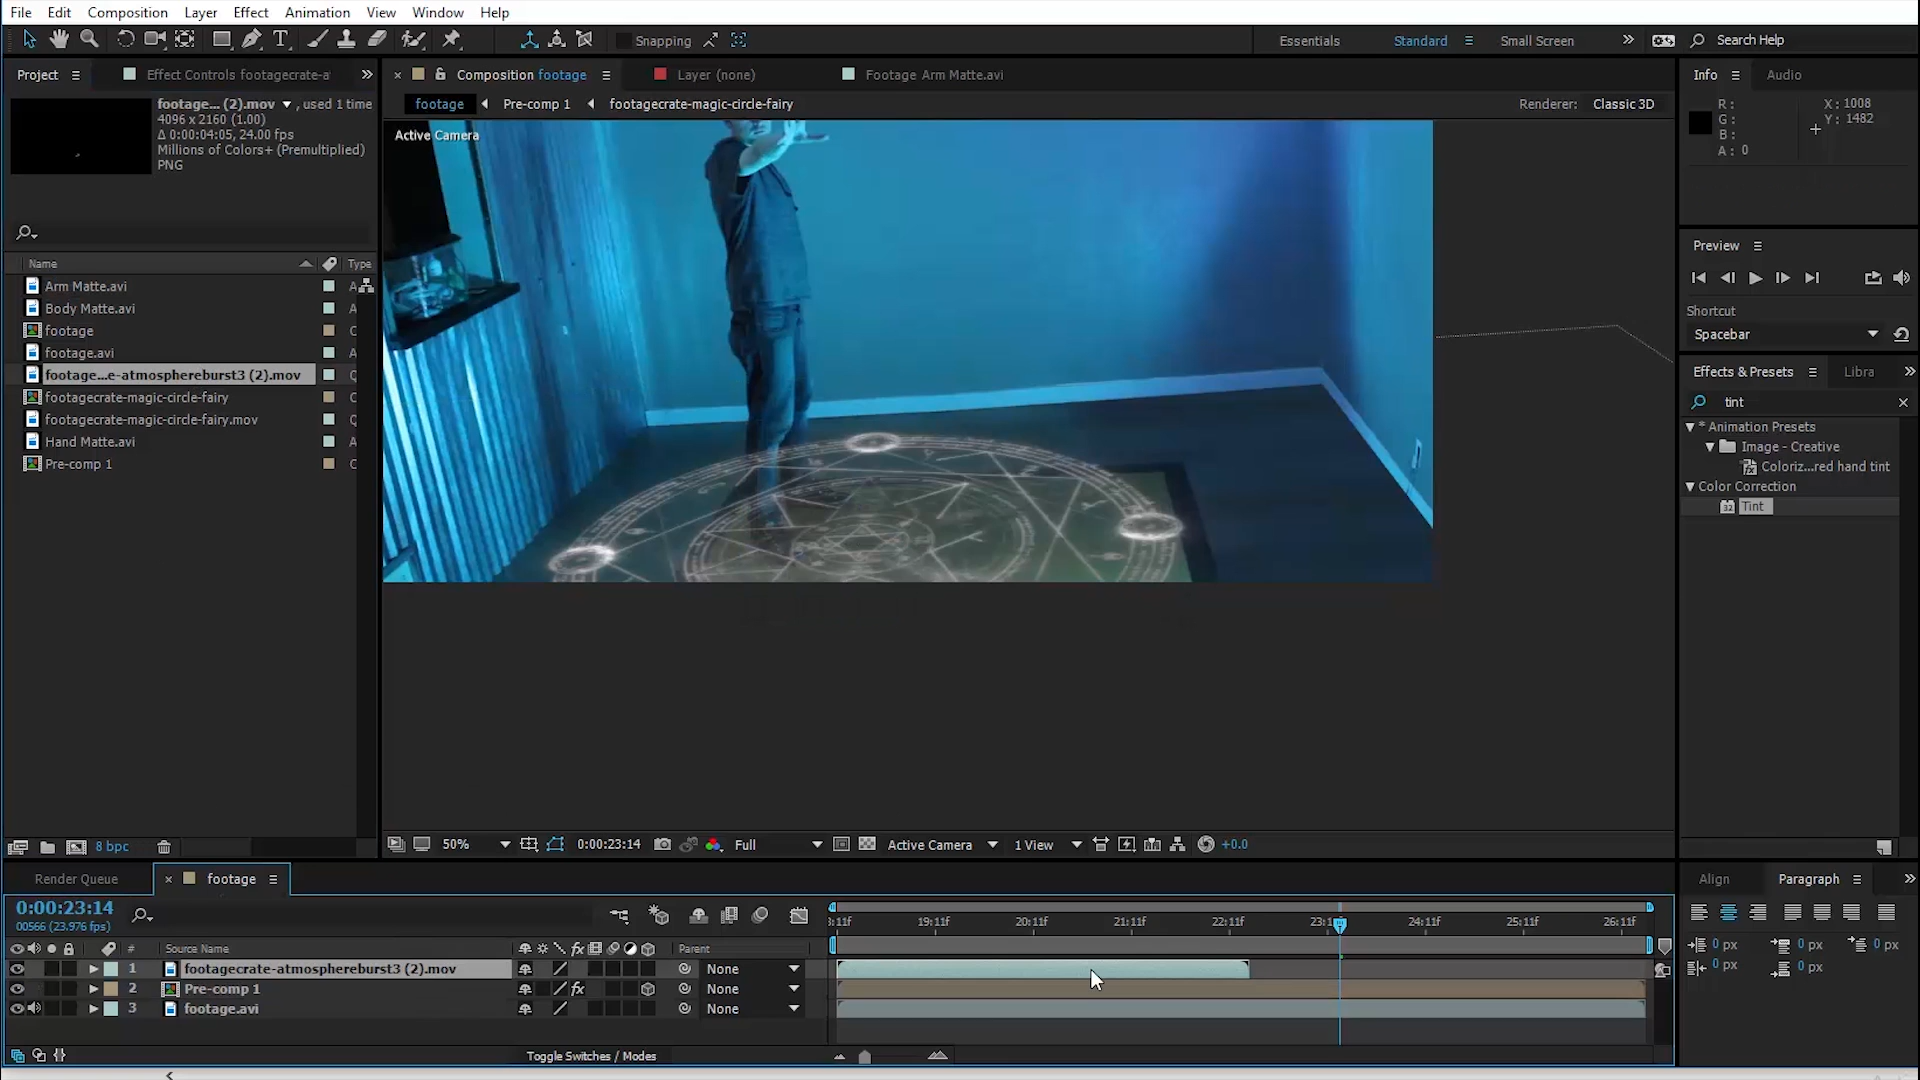 File Edit Composition Layer Effect Animation View Window Help
Snapping Essentials Standard Small Screen Search Help
Project Effect Controls footagecrate-a
Composition footage Layer (none) Footage Arm Matte.avi
footage Pre-comp 1 footagecrate-magic-circle-fairy Renderer: Classic 3D
Active Camera
footage... (2).mov , used 1 time
4096 x 2160 (1.00)
Δ 0:00:04:05, 24.00 fps
Millions of Colors+ (Premultiplied)
PNG
Name Type
Arm Matte.avi A
Body Matte.avi A
footage C
footage.avi A
footage...e-atmosphereburst3 (2).mov Q
footagecrate-magic-circle-fairy C
footagecrate-magic-circle-fairy.mov Q
Hand Matte.avi A
Pre-comp 1 C
8 bpc
50% 0:00:23:14 Full Active Camera 1 View +0.0
Info Audio
R: X: 1008
G: Y: 1482
B:
A: 0
Preview
Shortcut
Spacebar
Effects & Presets Libra
tint
* Animation Presets
Image - Creative
Coloriz...red hand tint
Color Correction
32 Tint
Render Queue footage
0:00:23:14
00566 (23.976 fps)
3:11f 19:11f 20:11f 21:11f 22:11f 23:1 24:11f 25:11f 26:11f
# Source Name fx Parent
1 footagecrate-atmosphereburst3 (2).mov None
2 Pre-comp 1 fx None
3 footage.avi None
Toggle Switches / Modes
Align Paragraph
0 px 0 px 0 px
0 px 0 px